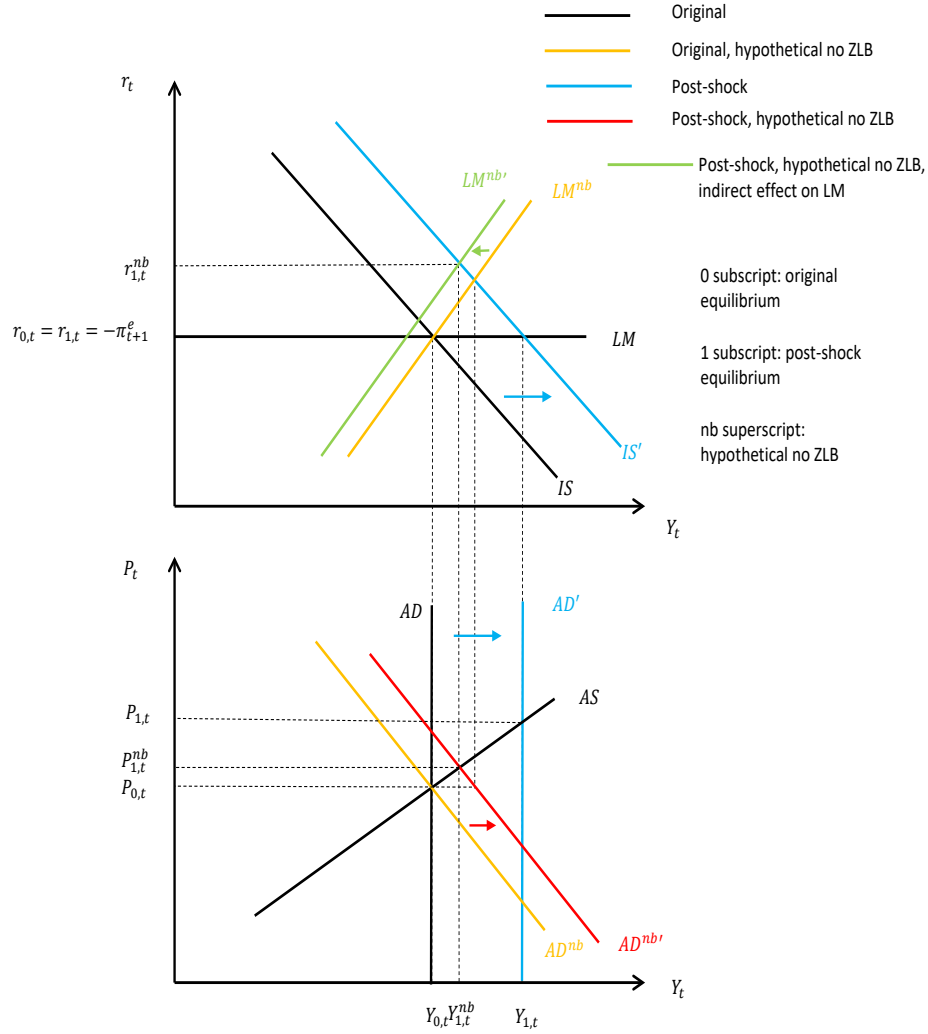 Original
Original, hypothetical no ZLB
Post-shock
Post-shock, hypothetical no ZLB
Post-shock, hypothetical no ZLB,
indirect effect on LM
0 subscript: original
equilibrium
1 subscript: post-shock
equilibrium
nb superscript:
hypothetical no ZLB
r_t
LM^{nb′}
LM^{nb}
r_{1,t}^{nb}
r_{0,t} = r_{1,t} = −π_{t+1}^e
LM
IS′
IS
Y_t
P_t
AD
AD′
AS
P_{1,t}
P_{1,t}^{nb}
P_{0,t}
AD^{nb}
AD^{nb′}
Y_{0,t} Y_{1,t}^{nb}
Y_{1,t}
Y_t